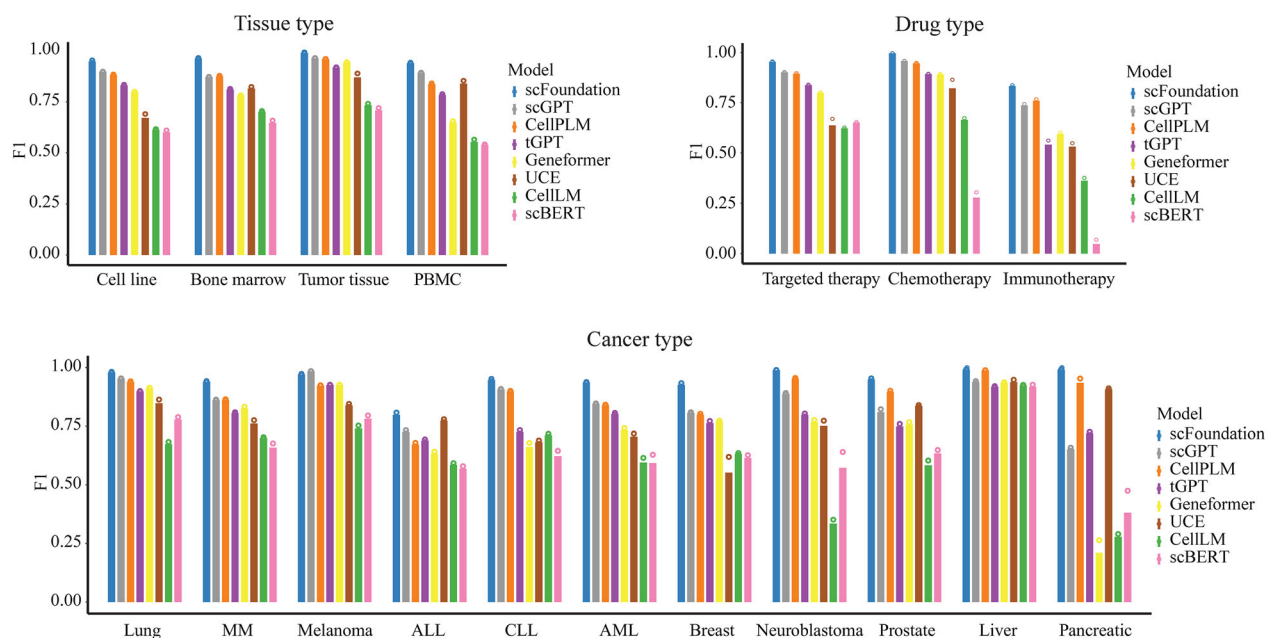 Tissue type
1.00
0.75
0.50
0.25
0.00
F1
Cell line Bone marrow Tumor tissue PBMC
Model
scFoundation
scGPT
CellPLM
tGPT
Geneformer
UCE
CellLM
scBERT
Drug type
1.00
0.75
0.50
0.25
0.00
F1
Targeted therapy Chemotherapy Immunotherapy
Model
scFoundation
scGPT
CellPLM
tGPT
Geneformer
UCE
CellLM
scBERT
Cancer type
1.00
0.75
0.50
0.25
0.00
F1
Lung MM Melanoma ALL CLL AML Breast Neuroblastoma Prostate Liver Pancreatic
Model
scFoundation
scGPT
CellPLM
tGPT
Geneformer
UCE
CellLM
scBERT